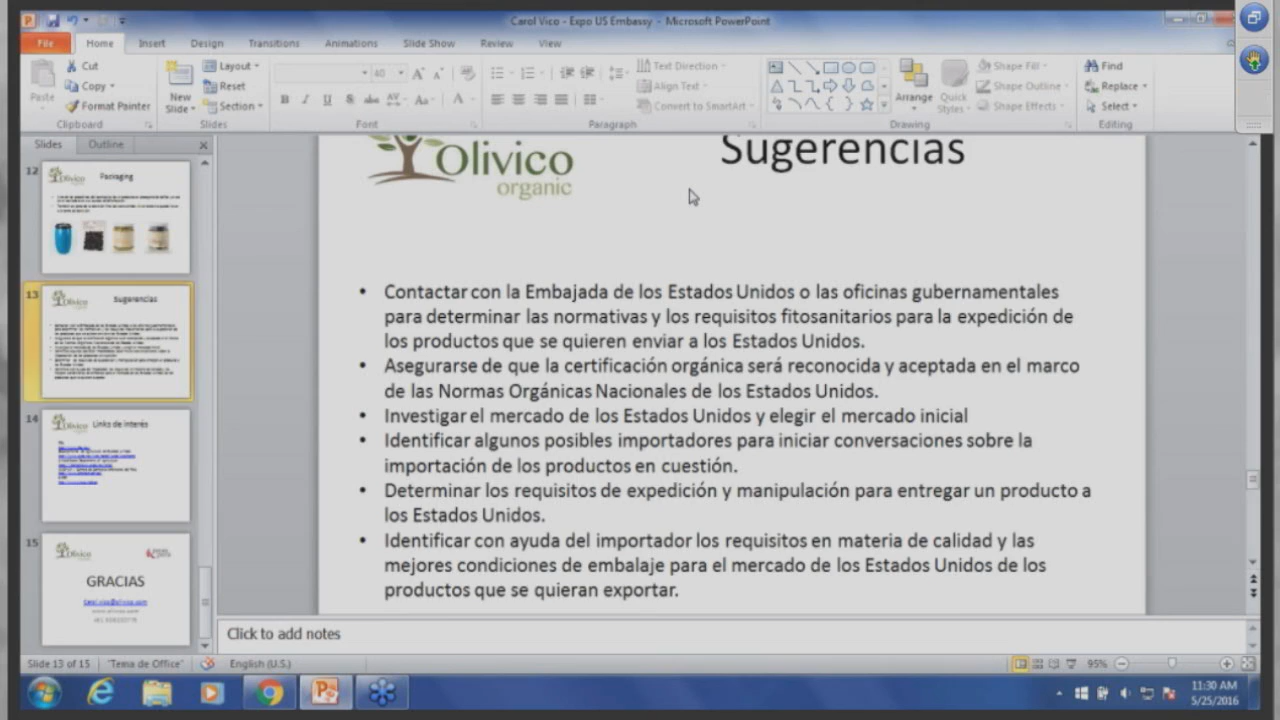 Carol Vico - Expo US Embassy - Microsoft PowerPoint
File Home Insert Design Transitions Animations Slide Show Review View
Paste
Cut
Copy
Format Painter
Clipboard
New
Slide
Layout
Reset
Section
Slides
40
Font
Text Direction
Align Text
Convert to SmartArt
Paragraph
Arrange
Quick
Styles
Shape Fill
Shape Outline
Shape Effects
Drawing
Find
Replace
Select
Editing
Slides Outline
12
Olivico
Packaging
13
Olivico
Sugerencias
14
Olivico
Links de Interés
15
Olivico
GRACIAS
Olivico
organic
Sugerencias
• Contactar con la Embajada de los Estados Unidos o las oficinas gubernamentales
para determinar las normativas y los requisitos fitosanitarios para la expedición de
los productos que se quieren enviar a los Estados Unidos.
• Asegurarse de que la certificación orgánica sera reconocida y aceptada en el marco
de las Normas Orgánicas Nacionales de los Estados Unidos.
• Investigar el mercado de los Estados Unidos y elegir el mercado inicial
• Identificar algunos posibles importadores para iniciar conversaciones sobre la
importación de los productos en cuestión.
• Determinar los requisitos de expedición y manipulación para entregar un producto a
los Estados Unidos.
• Identificar con ayuda del importador los requisitos en materia de calidad y las
mejores condiciones de embalaje para el mercado de los Estados Unidos de los
productos que se quieran exportar.
Click to add notes
Slide 13 of 15 "Tema de Office" English (U.S.) 95%
11:30 AM
5/25/2016